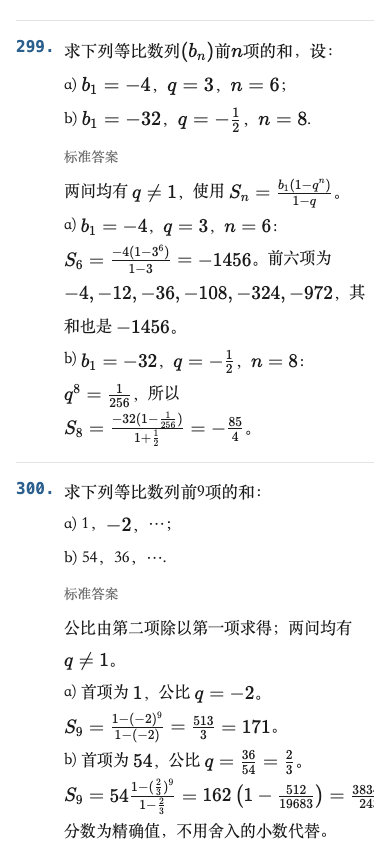 299. 求下列等比数列(bₙ)前n项的和，设：
a) b₁ = −4, q = 3, n = 6;
b) b₁ = −32, q = −1/2, n = 8.
标准答案
两问均有 q ≠ 1，使用 Sₙ = b₁(1−qⁿ)/(1−q)。
a) b₁ = −4, q = 3, n = 6:
S₆ = −4(1−3⁶)/(1−3) = −1456。前六项为
−4, −12, −36, −108, −324, −972，其
和也是 −1456。
b) b₁ = −32, q = −1/2, n = 8:
q⁸ = 1/256，所以
S₈ = −32(1−1/256)/(1+1/2) = −85/4。
300. 求下列等比数列前9项的和：
a) 1, −2, ⋯;
b) 54, 36, ⋯.
标准答案
公比由第二项除以第一项求得；两问均有
q ≠ 1。
a) 首项为 1，公比 q = −2。
S₉ = (1−(−2)⁹)/(1−(−2)) = 513/3 = 171。
b) 首项为 54，公比 q = 36/54 = 2/3。
S₉ = 54 (1−(2/3)⁹)/(1−2/3) = 162 (1 − 512/19683) =
分数为精确值，不用舍入的小数代替。